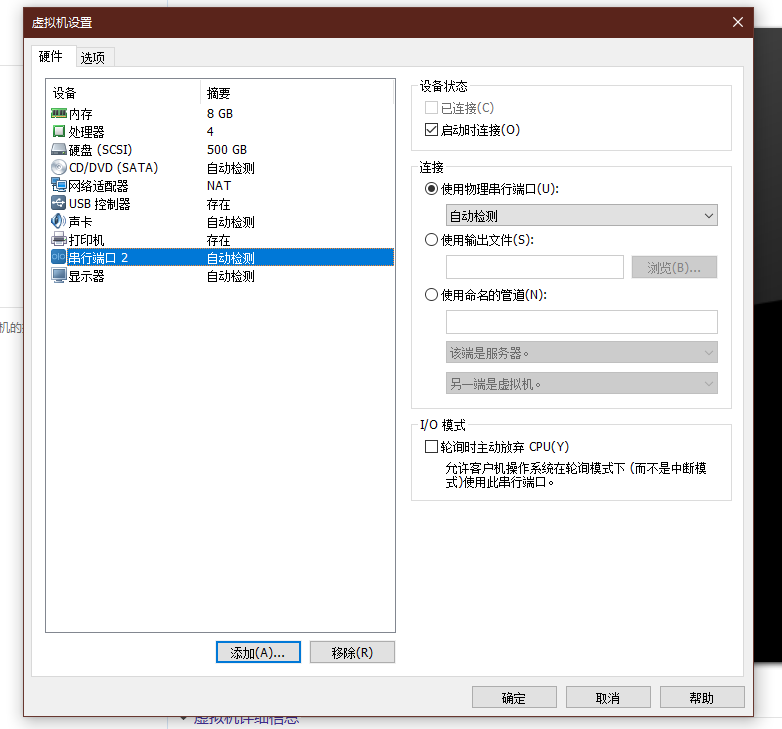 虚拟机设置
硬件 选项
设备 摘要
内存 8 GB
处理器 4
硬盘 (SCSI) 500 GB
CD/DVD (SATA) 自动检测
网络适配器 NAT
USB 控制器 存在
声卡 自动检测
打印机 存在
串行端口 2 自动检测
显示器 自动检测
添加(A)... 移除(R)
设备状态
已连接(C)
启动时连接(O)
连接
使用物理串行端口(U):
自动检测
使用输出文件(S):
浏览(B)...
使用命名的管道(N):
该端是服务器。
另一端是虚拟机。
I/O 模式
轮询时主动放弃 CPU(Y)
允许客户机操作系统在轮询模式下 (而不是中断模
式)使用此串行端口。
确定 取消 帮助
机的
虚拟机详细信息